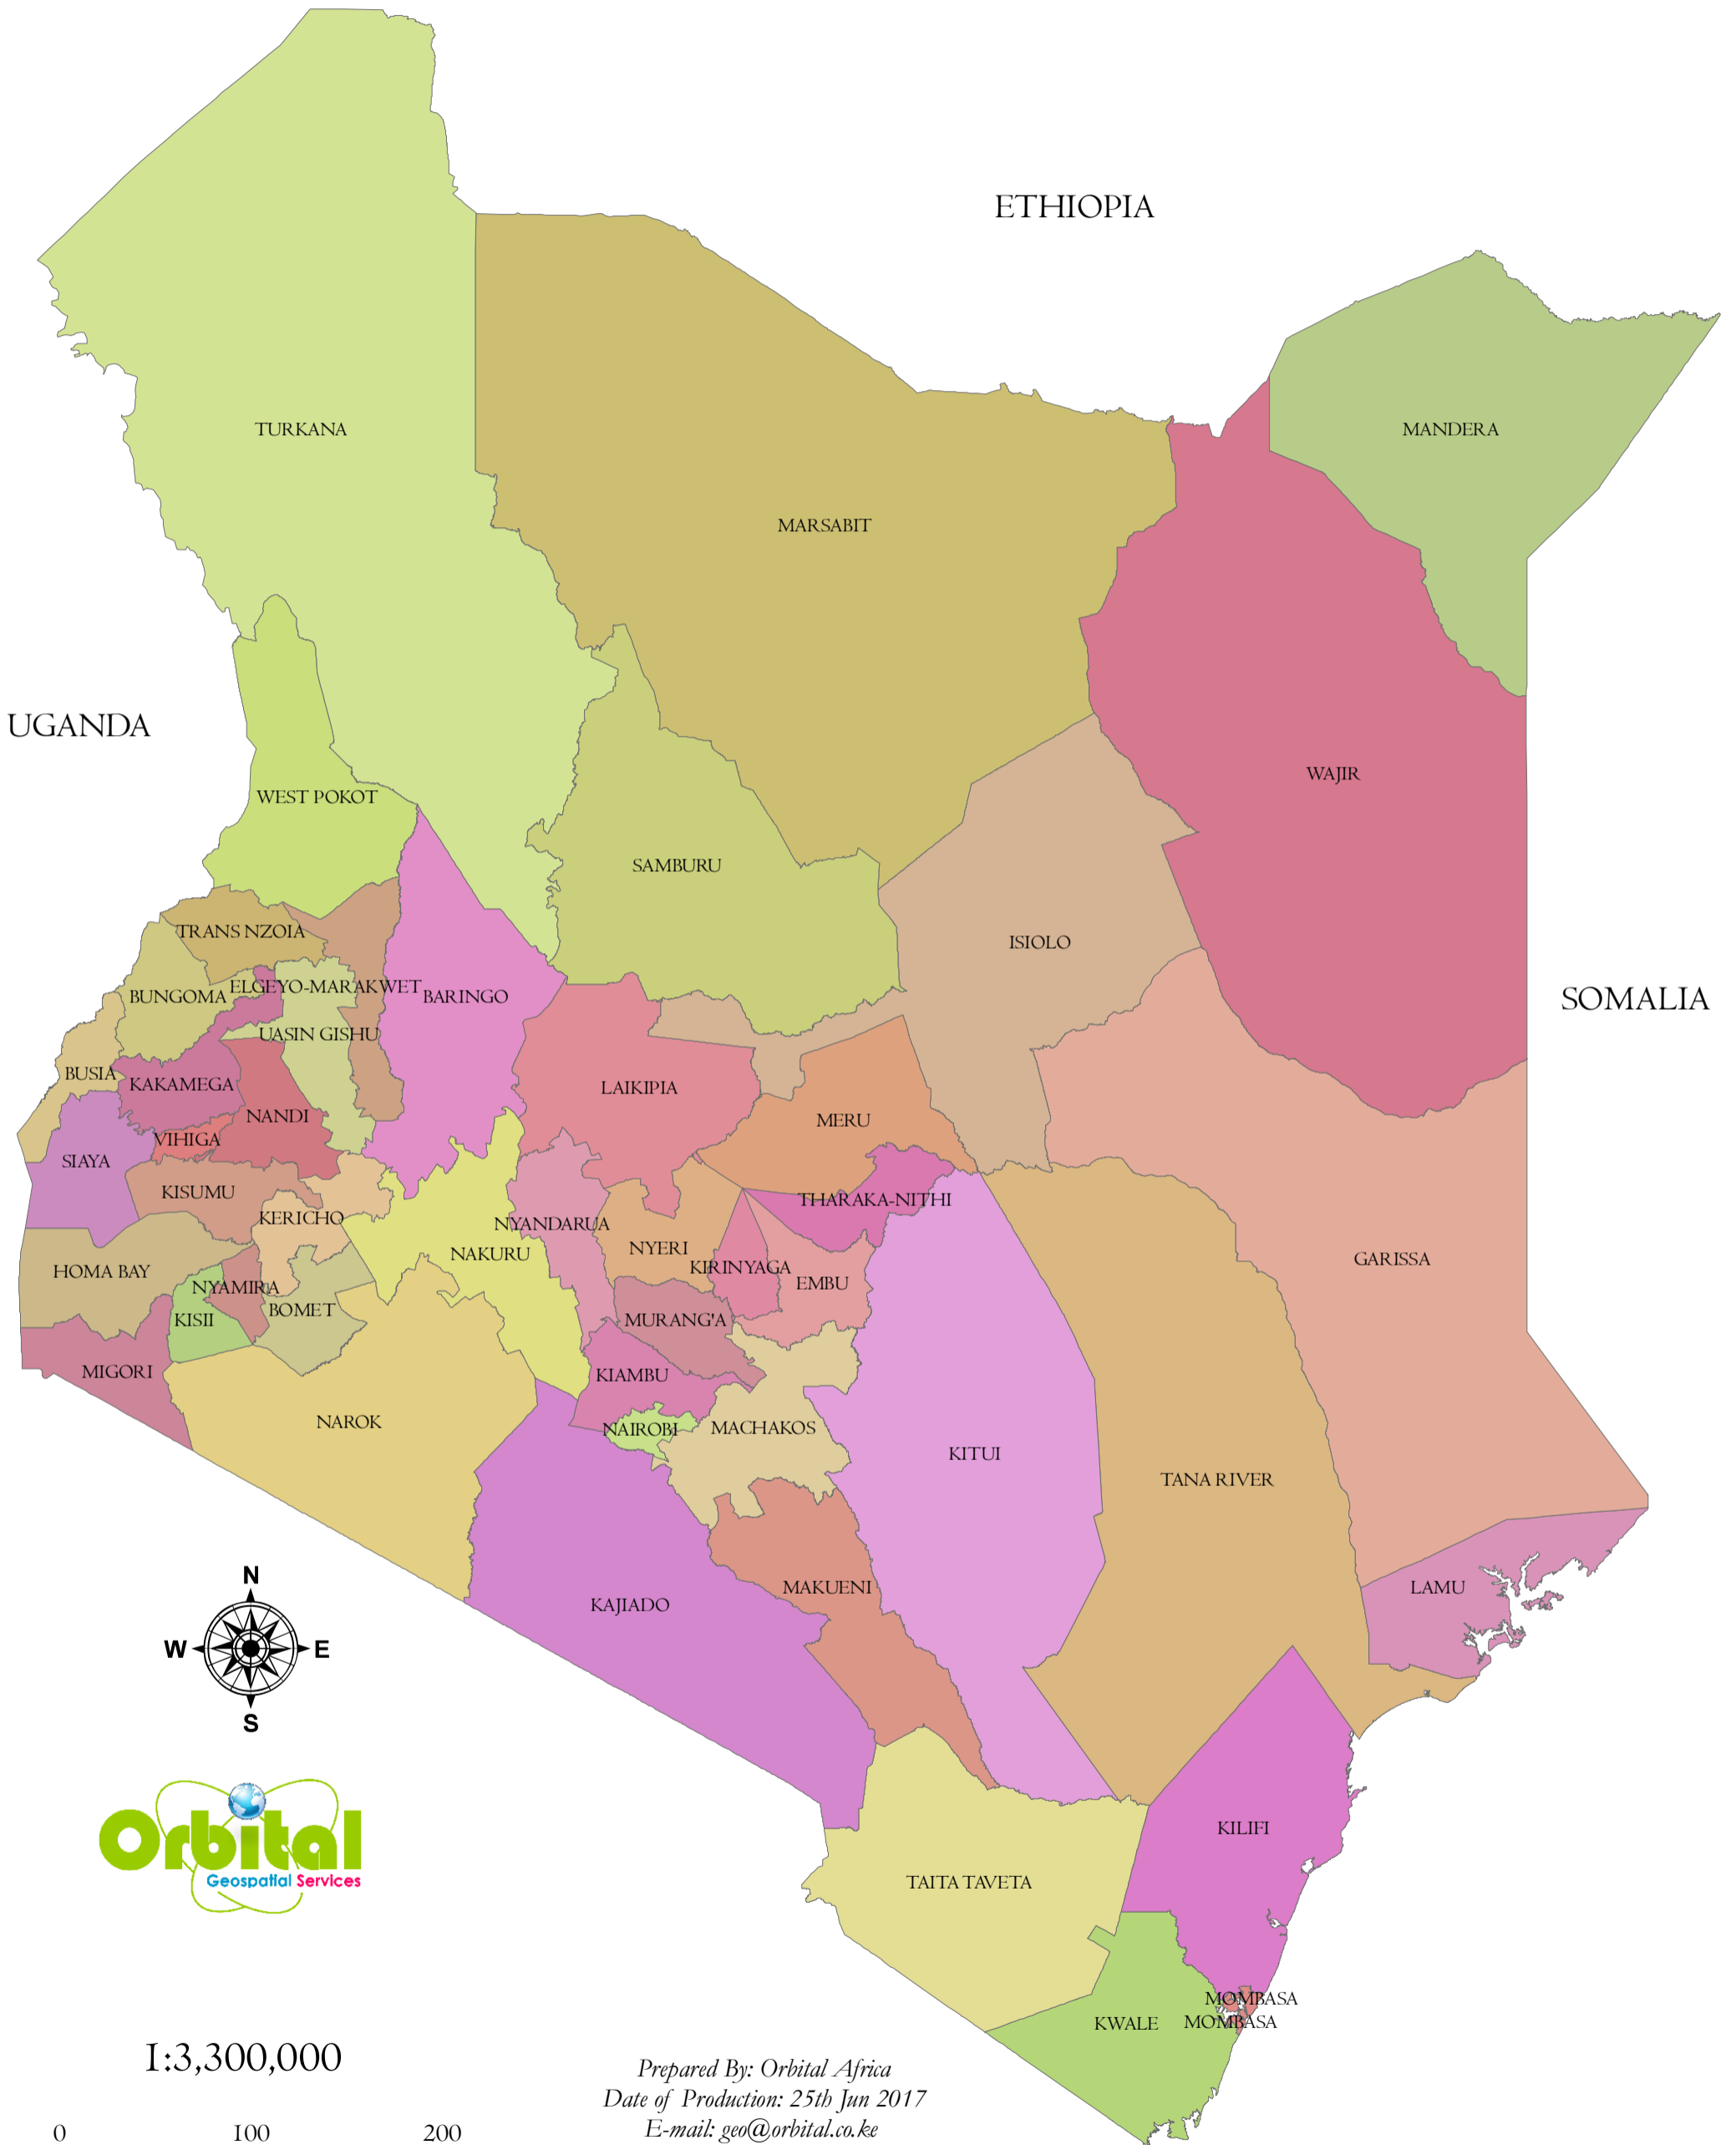 ETHIOPIA
TURKANA
MANDERA
MARSABIT
UGANDA
WAJIR
WEST POKOT
SAMBURU
TRANS NZOIA
ISIOLO
ELGEYO-MARAKWET
BUNGOMA
BARINGO
SOMALIA
UASIN GISHU
BUSIA
KAKAMEGA
LAIKIPIA
NANDI
MERU
VIHIGA
SIAYA
KISUMU
THARAKA-NITHI
KERICHO
NYANDARUA
NYERI
NAKURU
GARISSA
HOMA BAY
KIRINYAGA
EMBU
NYAMIRA
BOMET
KISII
MURANG'A
MIGORI
KIAMBU
NAROK
NAIROBI
MACHAKOS
KITUI
TANA RIVER
N
MAKUENI
LAMU
KAJIADO
W
E
S
Orbital
Geospatial Services
KILIFI
TAITA TAVETA
MOMBASA
KWALE
MOMBASA
1:3,300,000
Prepared By: Orbital Africa
Date of Production: 25th Jun 2017
E-mail: geo@orbital.co.ke
0 100 200